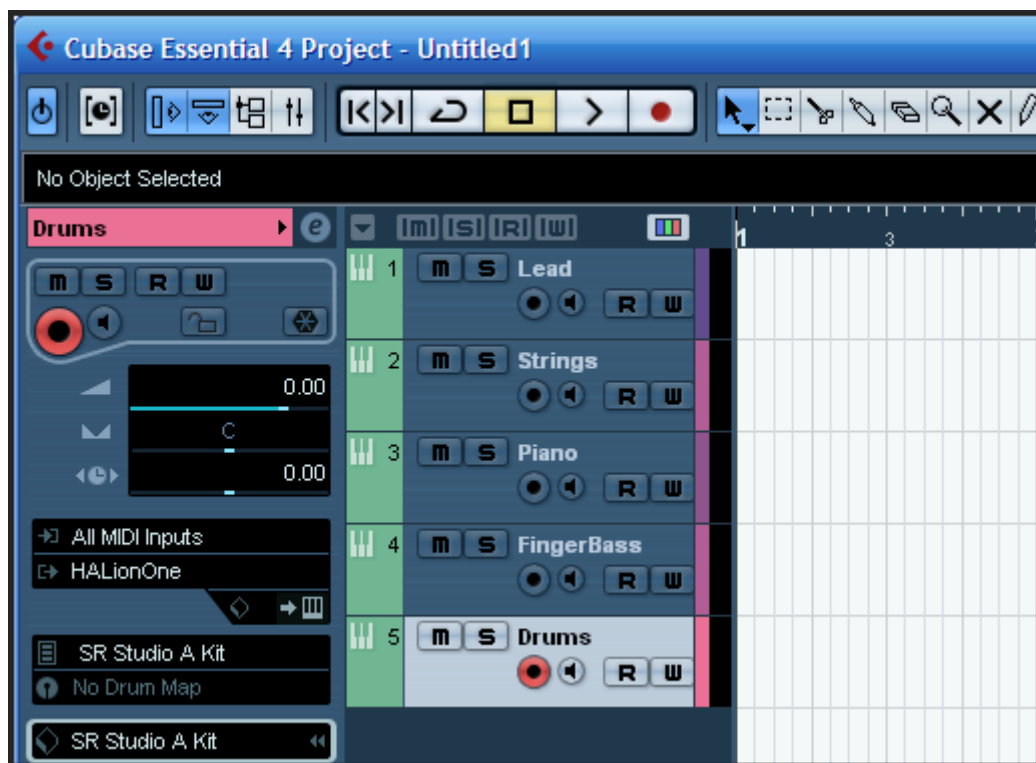 Cubase Essential 4 Project - Untitled1
No Object Selected
Drums
e
m S R W
0.00
C
0.00
All MIDI Inputs
HALionOne
SR Studio A Kit
No Drum Map
SR Studio A Kit
m S R W
1 3
1 m S Lead
R W
2 m S Strings
R W
3 m S Piano
R W
4 m S FingerBass
R W
5 m S Drums
R W